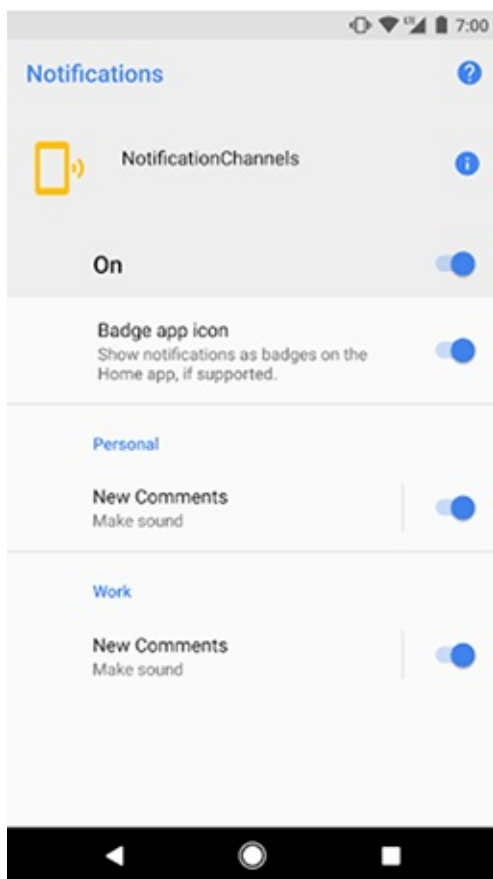 LTE 7:00
Notifications
NotificationChannels
On
Badge app icon
Show notifications as badges on the
Home app, if supported.
Personal
New Comments
Make sound
Work
New Comments
Make sound